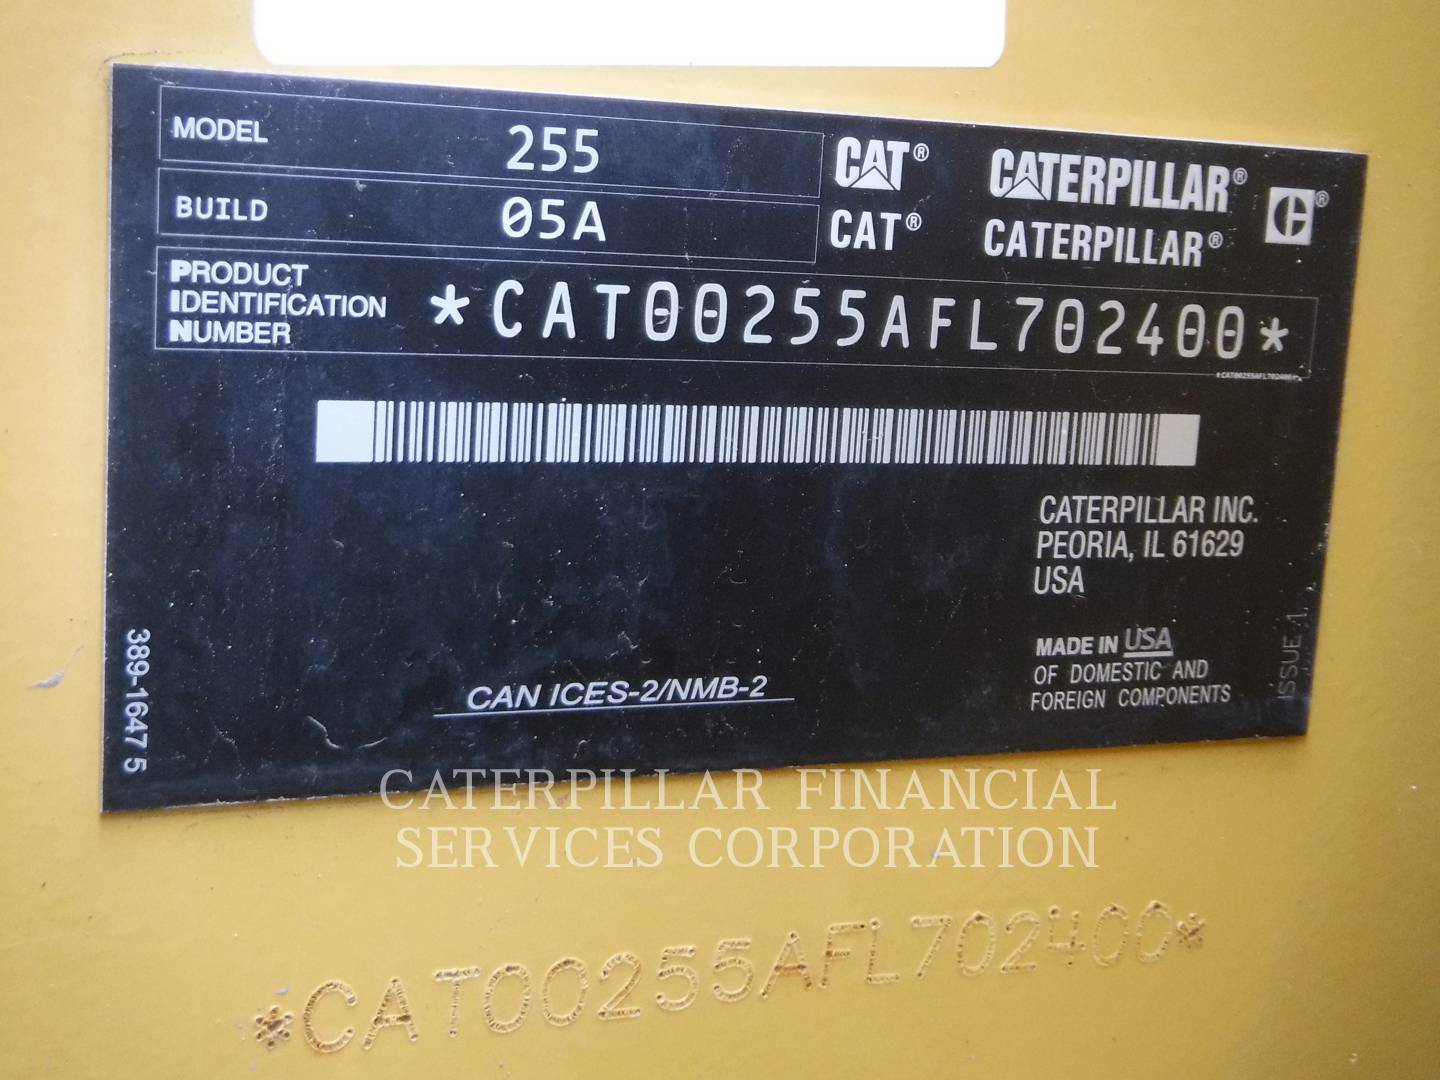 MODEL 255
BUILD 05A
CAT® CATERPILLAR® C®
CAT® CATERPILLAR®
PRODUCT
IDENTIFICATION
NUMBER
*CAT00255AFL702400*
*CAT00255AFL702400*
CATERPILLAR INC.
PEORIA, IL 61629
USA
MADE IN USA
OF DOMESTIC AND
FOREIGN COMPONENTS
ISSUE 1
CAN ICES-2/NMB-2
389-1647 5
CATERPILLAR FINANCIAL
SERVICES CORPORATION
*CAT00255AFL702400*